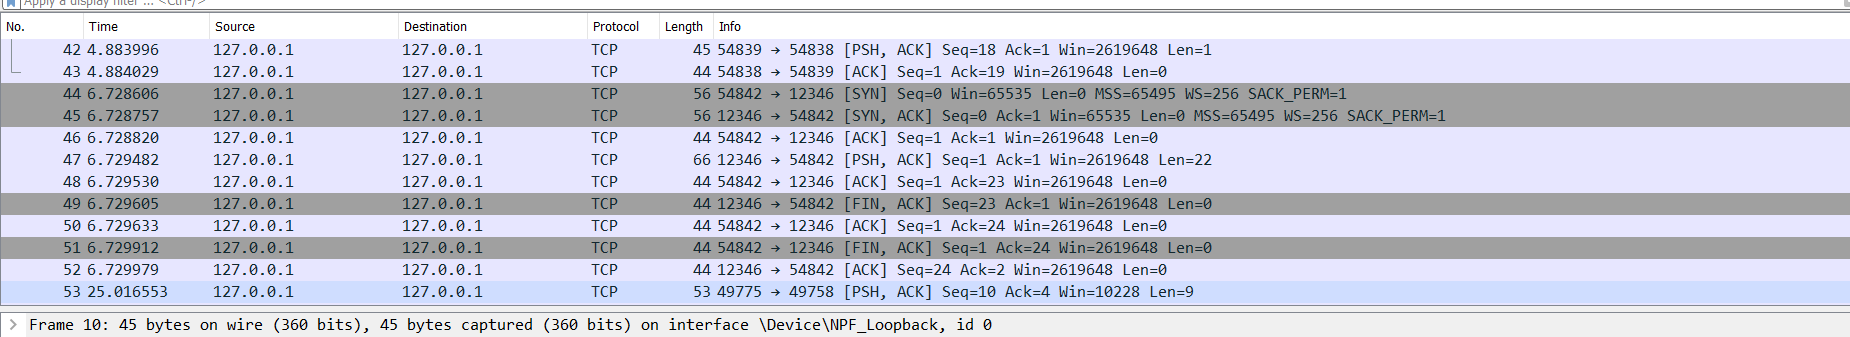 Apply a display filter ... <Ctrl-/>
No. Time Source Destination Protocol Length Info
42 4.883996 127.0.0.1 127.0.0.1 TCP 45 54839 → 54838 [PSH, ACK] Seq=18 Ack=1 Win=2619648 Len=1
43 4.884029 127.0.0.1 127.0.0.1 TCP 44 54838 → 54839 [ACK] Seq=1 Ack=19 Win=2619648 Len=0
44 6.728606 127.0.0.1 127.0.0.1 TCP 56 54842 → 12346 [SYN] Seq=0 Win=65535 Len=0 MSS=65495 WS=256 SACK_PERM=1
45 6.728757 127.0.0.1 127.0.0.1 TCP 56 12346 → 54842 [SYN, ACK] Seq=0 Ack=1 Win=65535 Len=0 MSS=65495 WS=256 SACK_PERM=1
46 6.728820 127.0.0.1 127.0.0.1 TCP 44 54842 → 12346 [ACK] Seq=1 Ack=1 Win=2619648 Len=0
47 6.729482 127.0.0.1 127.0.0.1 TCP 66 12346 → 54842 [PSH, ACK] Seq=1 Ack=1 Win=2619648 Len=22
48 6.729530 127.0.0.1 127.0.0.1 TCP 44 54842 → 12346 [ACK] Seq=1 Ack=23 Win=2619648 Len=0
49 6.729605 127.0.0.1 127.0.0.1 TCP 44 12346 → 54842 [FIN, ACK] Seq=23 Ack=1 Win=2619648 Len=0
50 6.729633 127.0.0.1 127.0.0.1 TCP 44 54842 → 12346 [ACK] Seq=1 Ack=24 Win=2619648 Len=0
51 6.729912 127.0.0.1 127.0.0.1 TCP 44 54842 → 12346 [FIN, ACK] Seq=1 Ack=24 Win=2619648 Len=0
52 6.729979 127.0.0.1 127.0.0.1 TCP 44 12346 → 54842 [ACK] Seq=24 Ack=2 Win=2619648 Len=0
53 25.016553 127.0.0.1 127.0.0.1 TCP 53 49775 → 49758 [PSH, ACK] Seq=10 Ack=4 Win=10228 Len=9
Frame 10: 45 bytes on wire (360 bits), 45 bytes captured (360 bits) on interface \Device\NPF_Loopback, id 0